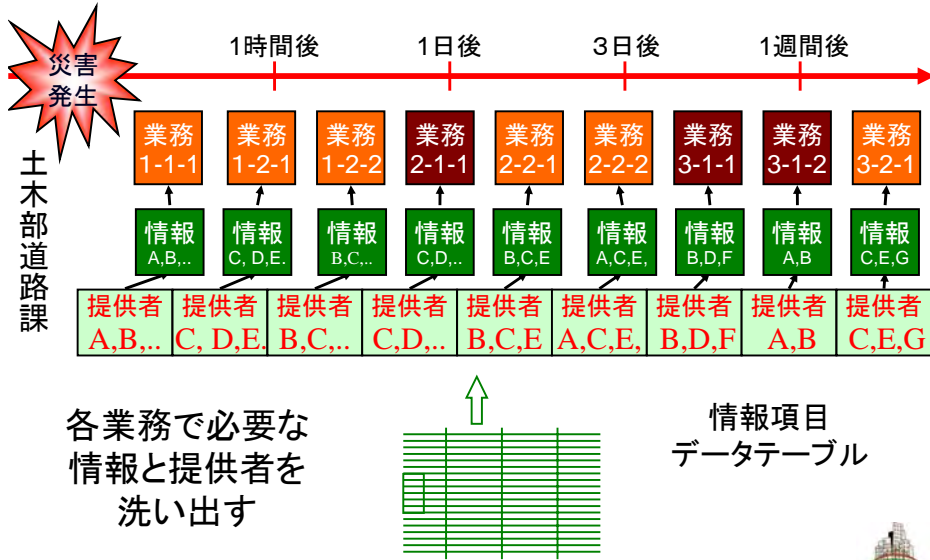 災害
発生
1時間後
1日後
3日後
1週間後
土木部道路課
業務
1-1-1
業務
1-2-1
業務
1-2-2
業務
2-1-1
業務
2-2-1
業務
2-2-2
業務
3-1-1
業務
3-1-2
業務
3-2-1
情報
A,B,..
情報
C, D,E.
情報
B,C,..
情報
C,D,..
情報
B,C,E
情報
A,C,E,
情報
B,D,F
情報
A,B
情報
C,E,G
提供者
A,B,..
提供者
C, D,E.
提供者
B,C,..
提供者
C,D,..
提供者
B,C,E
提供者
A,C,E,
提供者
B,D,F
提供者
A,B
提供者
C,E,G
各業務で必要な
情報と提供者を
洗い出す
情報項目
データテーブル